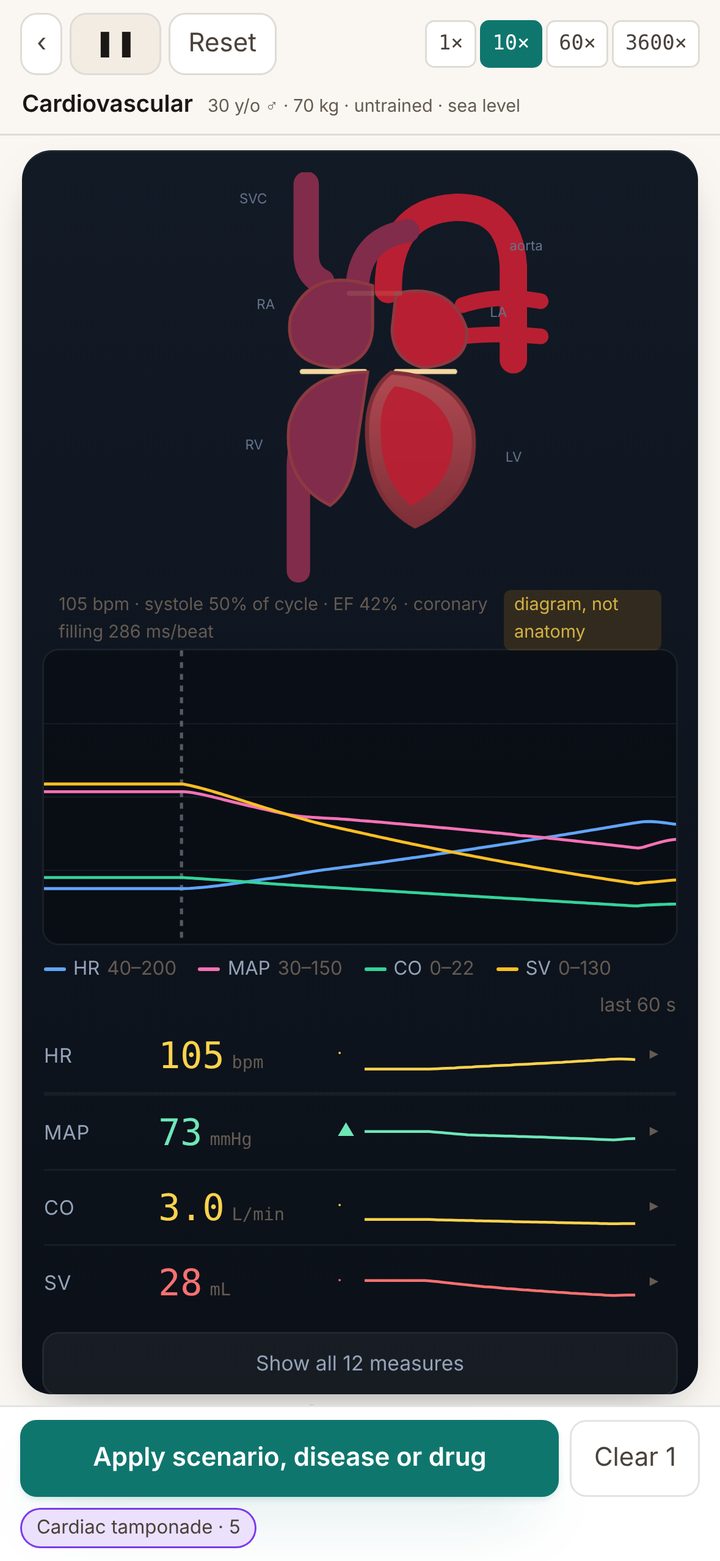 ‹ ❚❚ Reset 1× 10× 60× 3600×
Cardiovascular 30 y/o ♂ · 70 kg · untrained · sea level
SVC
aorta
RA
LA
RV
LV
105 bpm · systole 50% of cycle · EF 42% · coronary
filling 286 ms/beat
diagram, not
anatomy
HR 40–200 MAP 30–150 CO 0–22 SV 0–130
last 60 s
HR 105 bpm · ▸
MAP 73 mmHg ▲ ▸
CO 3.0 L/min · ▸
SV 28 mL · ▸
Show all 12 measures
Apply scenario, disease or drug Clear 1
Cardiac tamponade · 5